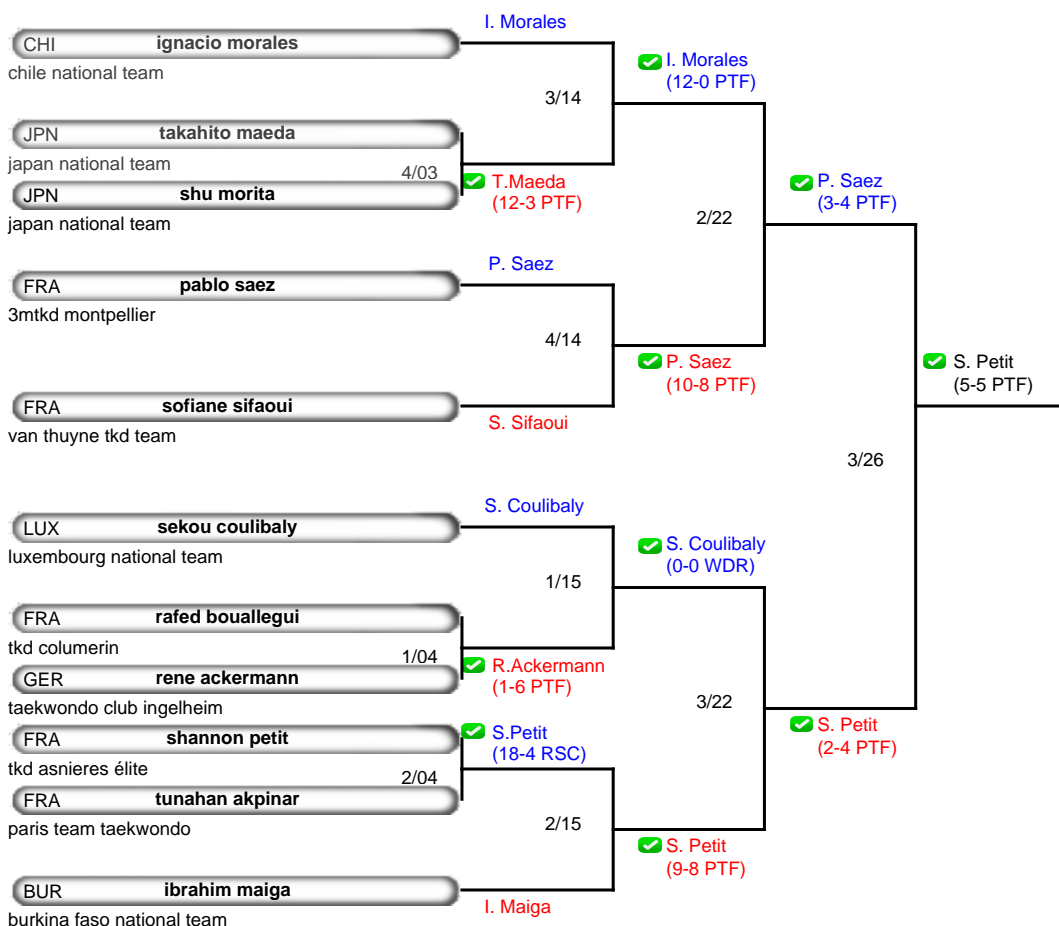 I. Morales
CHI ignacio morales
chile national team
I. Morales
(12-0 PTF)
3/14
JPN takahito maeda
japan national team
4/03
T.Maeda
(12-3 PTF)
JPN shu morita
japan national team
P. Saez
(3-4 PTF)
2/22
P. Saez
FRA pablo saez
3mtkd montpellier
4/14
P. Saez
(10-8 PTF)
S. Petit
(5-5 PTF)
FRA sofiane sifaoui
S. Sifaoui
van thuyne tkd team
3/26
S. Coulibaly
LUX sekou coulibaly
luxembourg national team
S. Coulibaly
(0-0 WDR)
1/15
FRA rafed bouallegui
tkd columerin
1/04
R.Ackermann
(1-6 PTF)
GER rene ackermann
taekwondo club ingelheim
3/22
S. Petit
(2-4 PTF)
FRA shannon petit
S.Petit
(18-4 RSC)
tkd asnieres élite
2/04
FRA tunahan akpinar
paris team taekwondo
2/15
S. Petit
(9-8 PTF)
BUR ibrahim maiga
I. Maiga
burkina faso national team